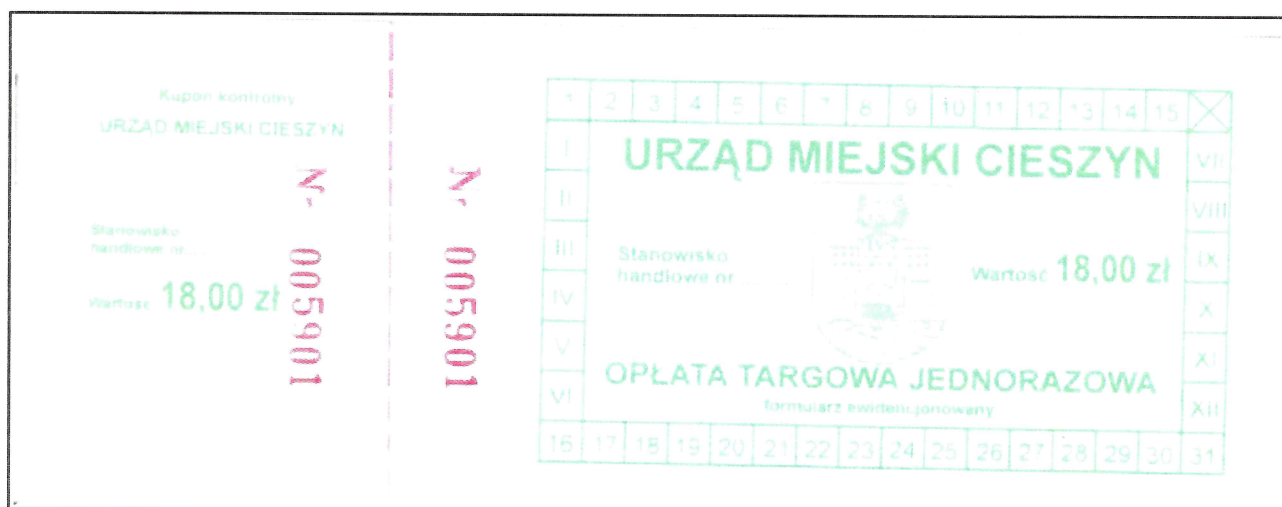 Kupon kontrolny
URZĄD MIEJSKI CIESZYN
Stanowisko
handlowe nr
Wartość 18,00 zł
Nr 005901
Nr 005901
1 2 3 4 5 6 7 8 9 10 11 12 13 14 15
I
II
III
IV
V
VI
URZĄD MIEJSKI CIESZYN
Stanowisko
handlowe nr
Wartość 18,00 zł
OPŁATA TARGOWA JEDNORAZOWA
formularz ewidencjonowany
VII
VIII
IX
X
XI
XII
16 17 18 19 20 21 22 23 24 25 26 27 28 29 30 31